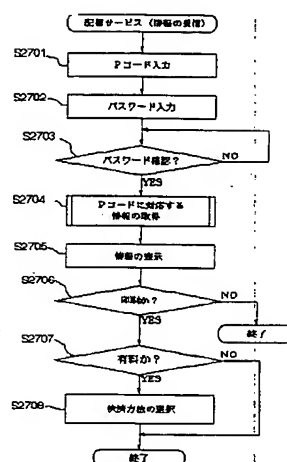 配信サービス（情報の受信）
S2701
Pコード入力
S2702
パスワード入力
S2703
パスワード確認？
NO
YES
S2704
Pコードに対応する
情報の取得
S2705
情報の表示
S2706
印刷か？
NO
YES
終了
S2707
有料か？
NO
YES
S2708
決済方法の選択
終了